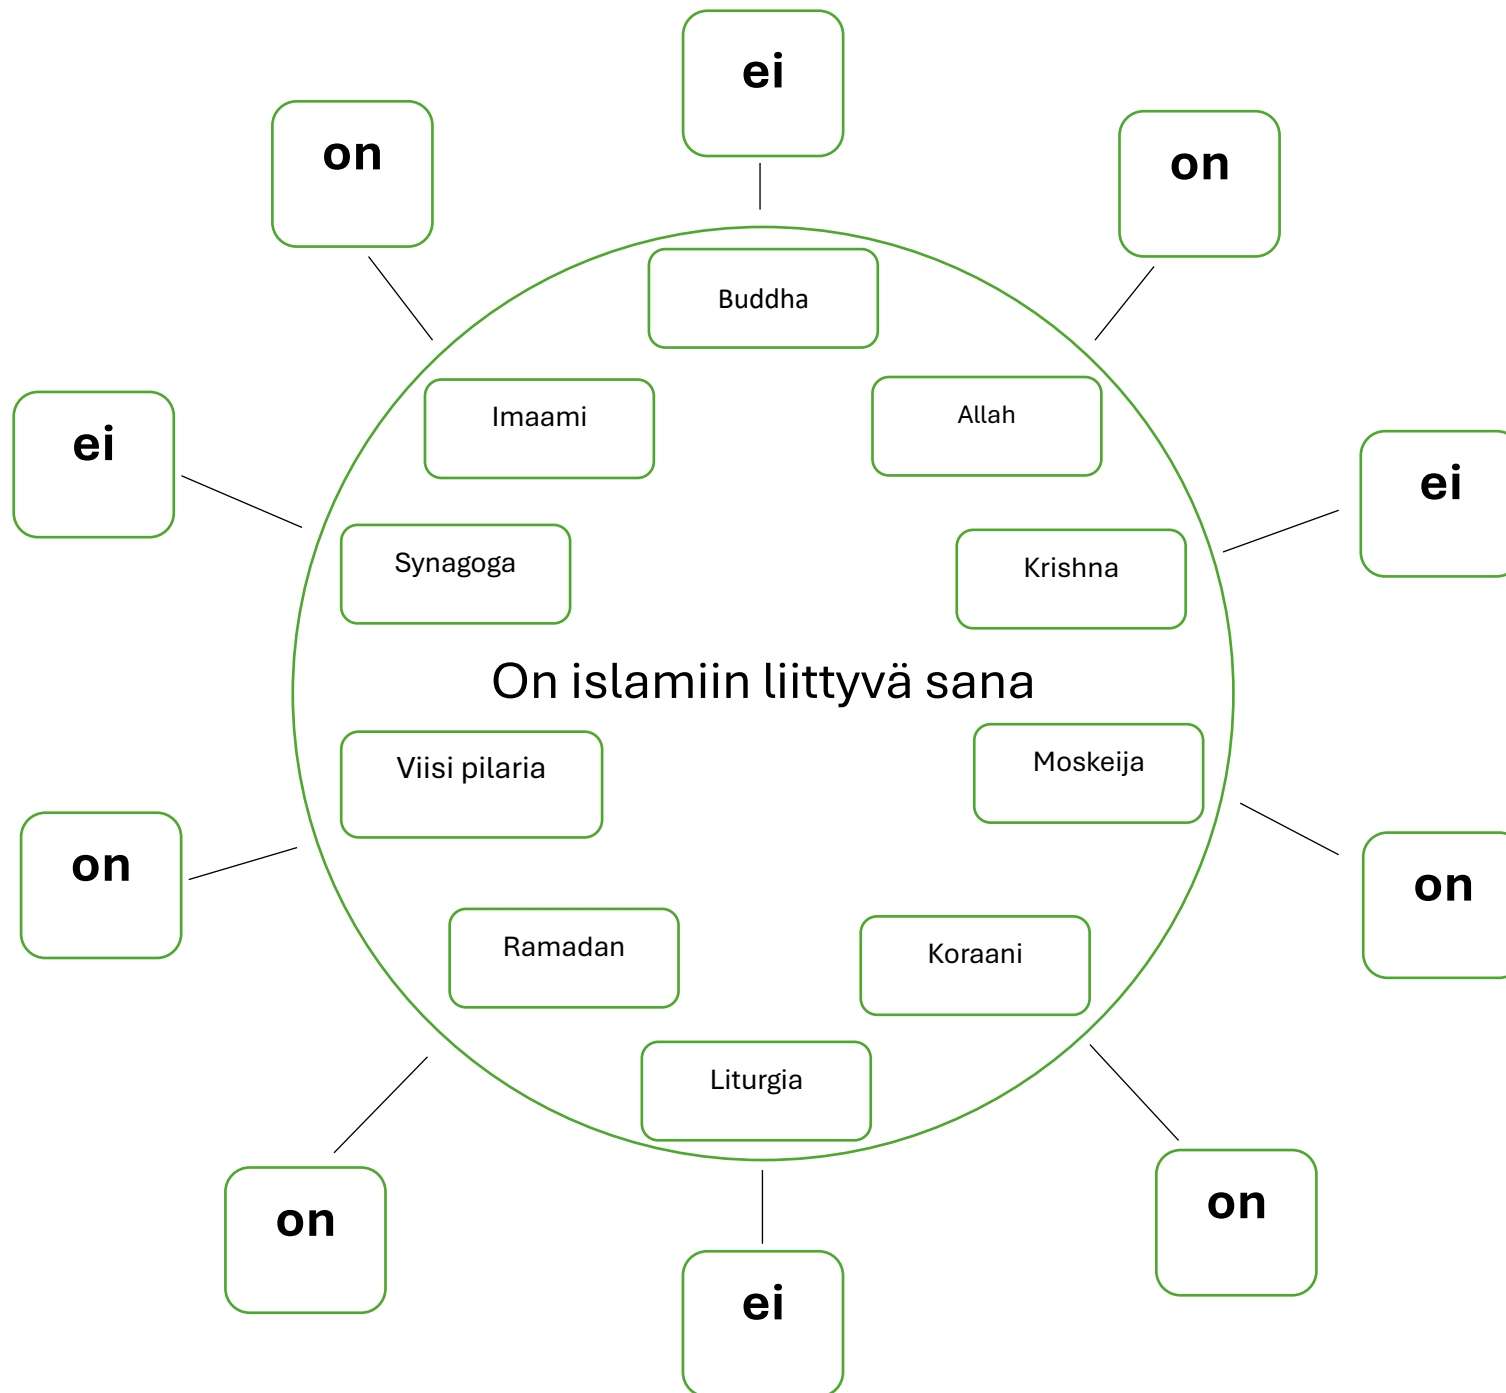 ei
on
on
Buddha
Imaami
Allah
ei
ei
Synagoga
Krishna
On islamiin liittyvä sana
Viisi pilaria
Moskeija
on
on
Ramadan
Koraani
Liturgia
on
on
ei